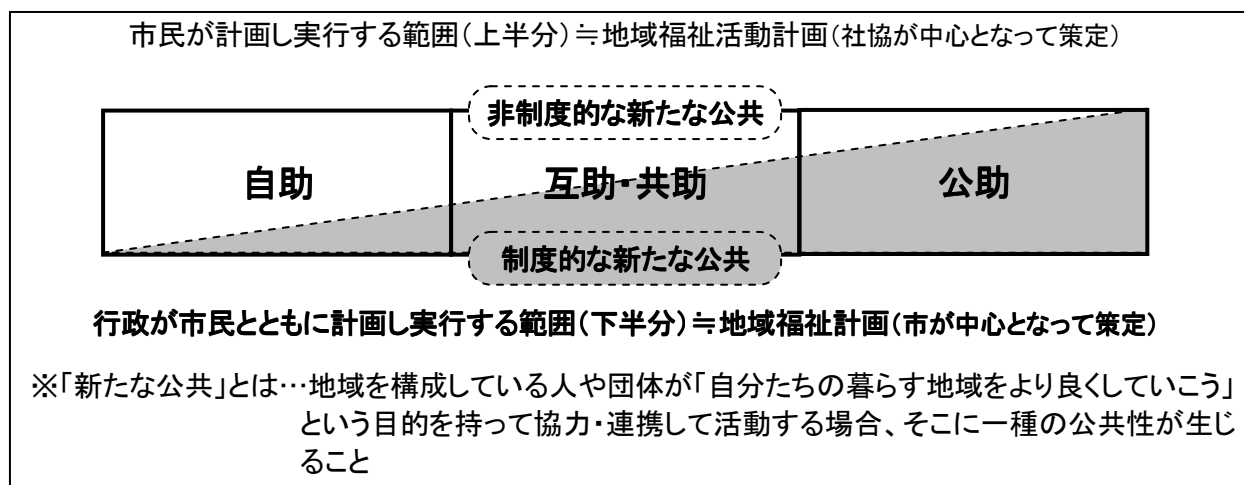 市民が計画し実行する範囲(上半分)≒地域福祉活動計画(社協が中心となって策定)
非制度的な新たな公共
自助
互助・共助
公助
制度的な新たな公共
行政が市民とともに計画し実行する範囲(下半分)≒地域福祉計画(市が中心となって策定)
※「新たな公共」とは…地域を構成している人や団体が「自分たちの暮らす地域をより良くしていこう」
という目的を持って協力・連携して活動する場合、そこに一種の公共性が生じ
ること